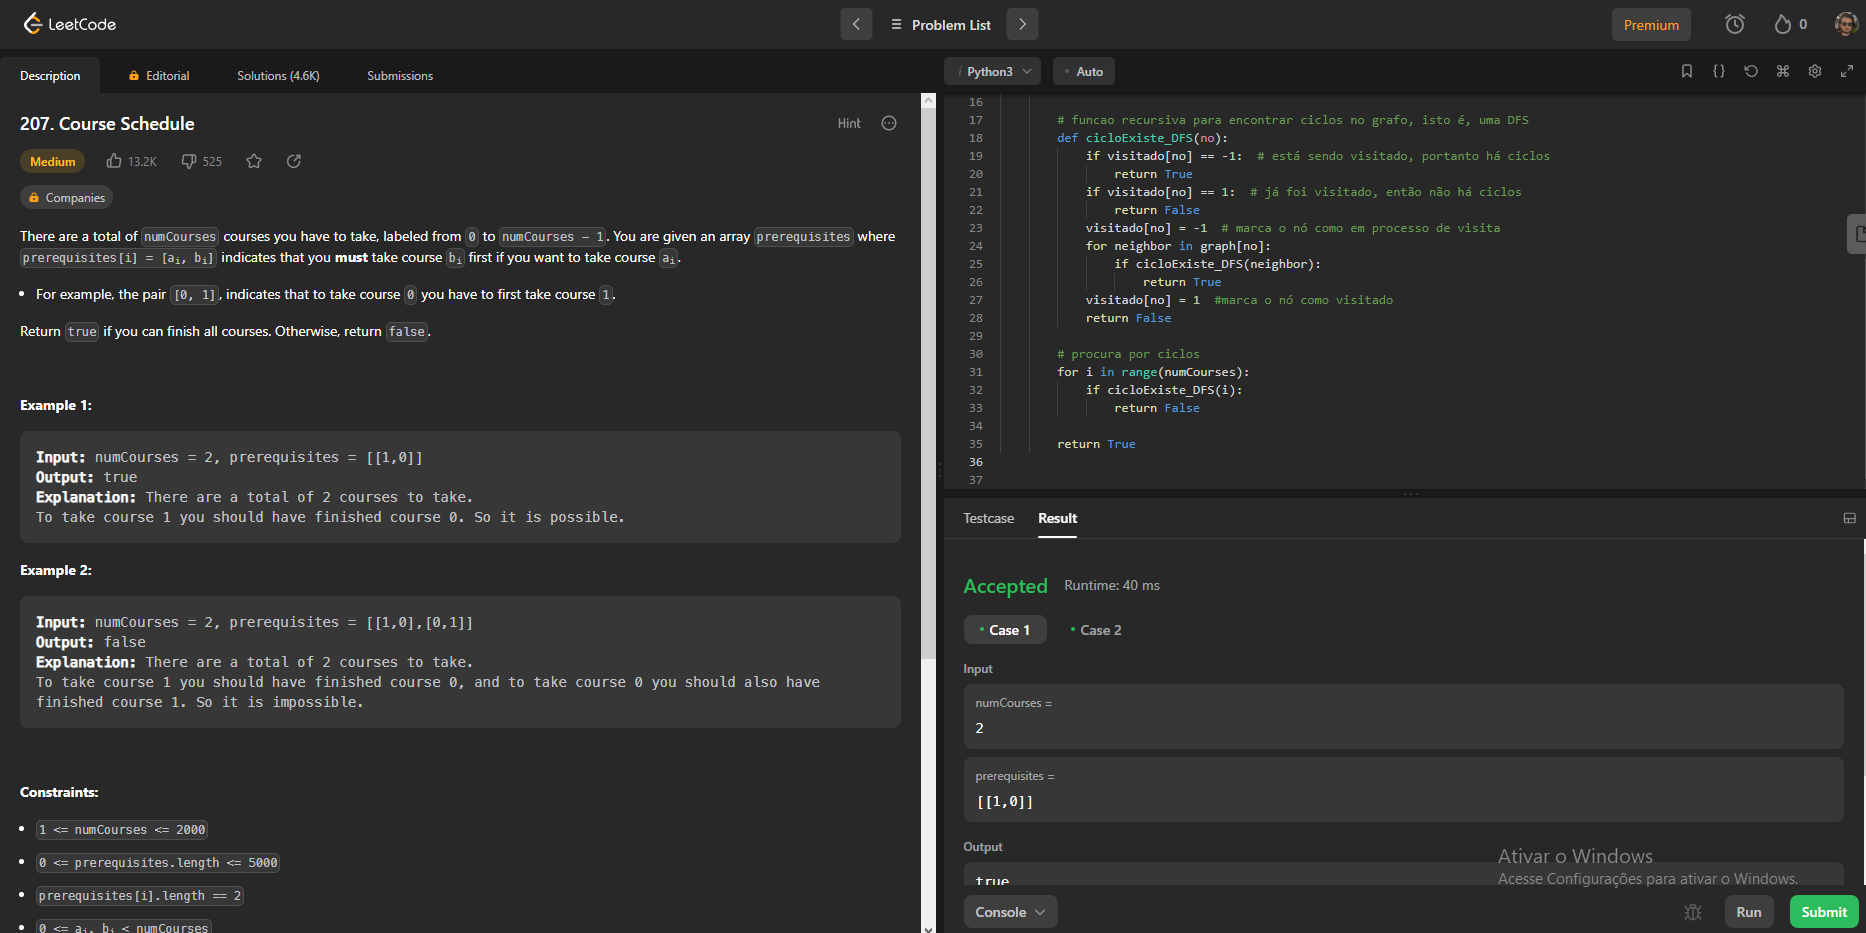 LeetCode
Problem List
Premium
0
Description
Editorial
Solutions (4.6K)
Submissions
207. Course Schedule
Hint
Medium
13.2K
525
Companies
There are a total of numCourses courses you have to take, labeled from 0 to numCourses - 1. You are given an array prerequisites where
prerequisites[i] = [ai, bi] indicates that you must take course bi first if you want to take course ai.
• For example, the pair [0, 1], indicates that to take course 0 you have to first take course 1.
Return true if you can finish all courses. Otherwise, return false.
Example 1:
Input: numCourses = 2, prerequisites = [[1,0]]
Output: true
Explanation: There are a total of 2 courses to take.
To take course 1 you should have finished course 0. So it is possible.
Example 2:
Input: numCourses = 2, prerequisites = [[1,0],[0,1]]
Output: false
Explanation: There are a total of 2 courses to take.
To take course 1 you should have finished course 0, and to take course 0 you should also have
finished course 1. So it is impossible.
Constraints:
• 1 <= numCourses <= 2000
• 0 <= prerequisites.length <= 5000
• prerequisites[i].length == 2
• 0 <= ai, bi < numCourses
i Python3
• Auto
16
17 # funcao recursiva para encontrar ciclos no grafo, isto é, uma DFS
18 def cicloExiste_DFS(no):
19 if visitado[no] == -1: # está sendo visitado, portanto há ciclos
20 return True
21 if visitado[no] == 1: # já foi visitado, então não há ciclos
22 return False
23 visitado[no] = -1 # marca o nó como em processo de visita
24 for neighbor in graph[no]:
25 if cicloExiste_DFS(neighbor):
26 return True
27 visitado[no] = 1 #marca o nó como visitado
28 return False
29
30 # procura por ciclos
31 for i in range(numCourses):
32 if cicloExiste_DFS(i):
33 return False
34
35 return True
36
37
Testcase
Result
Accepted Runtime: 40 ms
• Case 1
• Case 2
Input
numCourses =
2
prerequisites =
[[1,0]]
Output
true
Ativar o Windows
Acesse Configurações para ativar o Windows.
Console
Run
Submit